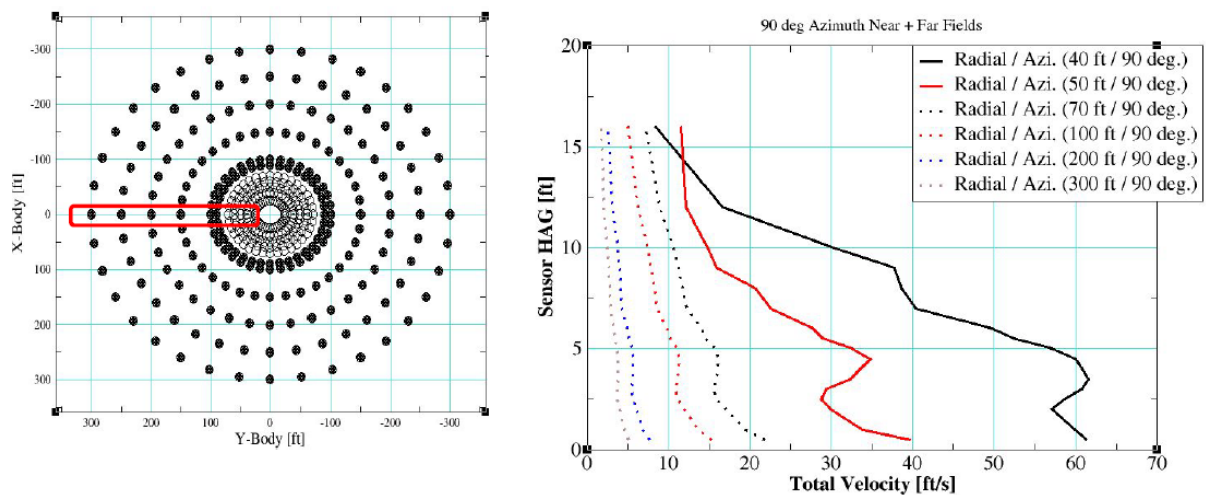 -300
-200
-100
0
100
200
300
X-Body [ft]
300 200 100 0 -100 -200 -300
Y-Body [ft]
90 deg Azimuth Near + Far Fields
20
15
10
5
0
Sensor HAG [ft]
Radial / Azi. (40 ft / 90 deg.)
Radial / Azi. (50 ft / 90 deg.)
Radial / Azi. (70 ft / 90 deg.)
Radial / Azi. (100 ft / 90 deg.)
Radial / Azi. (200 ft / 90 deg.)
Radial / Azi. (300 ft / 90 deg.)
0 10 20 30 40 50 60 70
Total Velocity [ft/s]